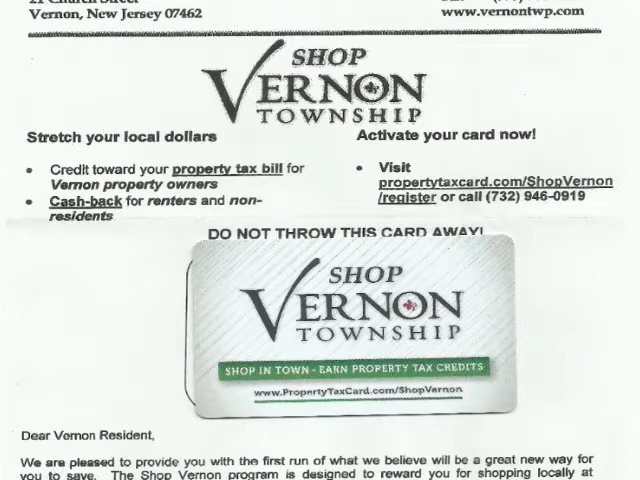 21 Church Street
Vernon, New Jersey 07462
www.vernontwp.com
SHOP
VERNON
TOWNSHIP
Stretch your local dollars
• Credit toward your property tax bill for
Vernon property owners
• Cash-back for renters and non-
residents
Activate your card now!
• Visit
propertytaxcard.com/ShopVernon
/register or call (732) 946-0919
DO NOT THROW THIS CARD AWAY!
SHOP
VERNON
TOWNSHIP
SHOP IN TOWN - EARN PROPERTY TAX CREDITS
www.PropertyTaxCard.com/ShopVernon
Dear Vernon Resident,
We are pleased to provide you with the first run of what we believe will be a great new way for
you to save. The Shop Vernon program is designed to reward you for shopping locally at